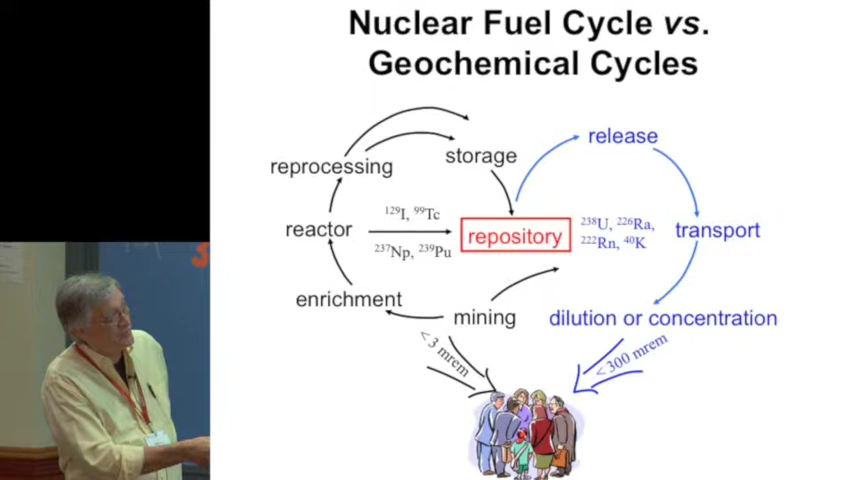 Nuclear Fuel Cycle vs.
Geochemical Cycles
release
reprocessing
storage
¹²⁹I, ⁹⁹Tc
reactor
repository
²³⁸U, ²²⁶Ra,
²²²Rn, ⁴⁰K
transport
²³⁷Np, ²³⁹Pu
enrichment
mining
dilution or concentration
<3 mrem
<300 mrem